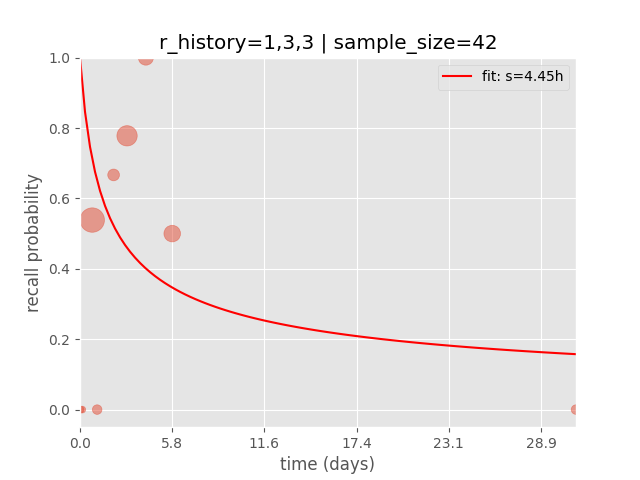 r_history=1,3,3 | sample_size=42
fit: s=4.45h
recall probability
1.0
0.8
0.6
0.4
0.2
0.0
0.0 5.8 11.6 17.4 23.1 28.9
time (days)